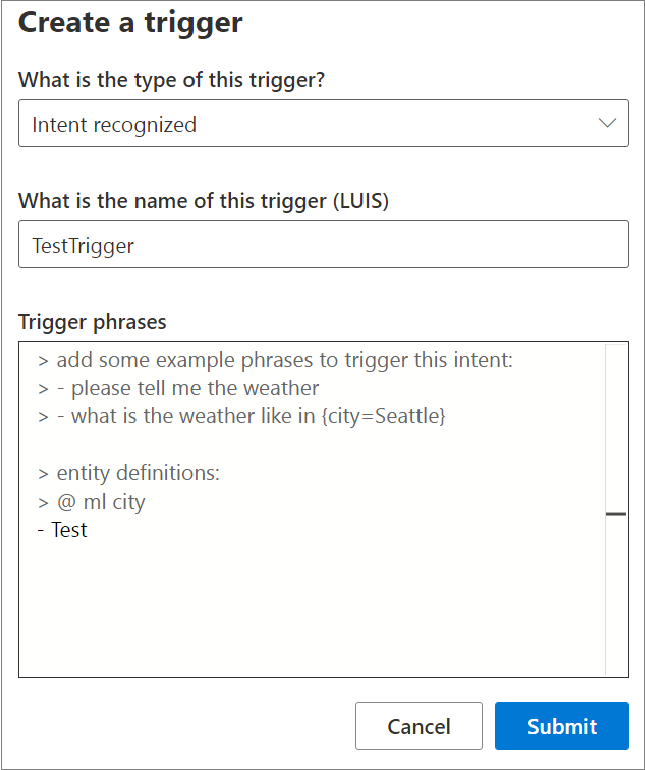 Create a trigger
What is the type of this trigger?
Intent recognized
What is the name of this trigger (LUIS)
TestTrigger
Trigger phrases
> add some example phrases to trigger this intent:
> - please tell me the weather
> - what is the weather like in {city=Seattle}
> entity definitions:
> @ ml city
- Test
Cancel
Submit